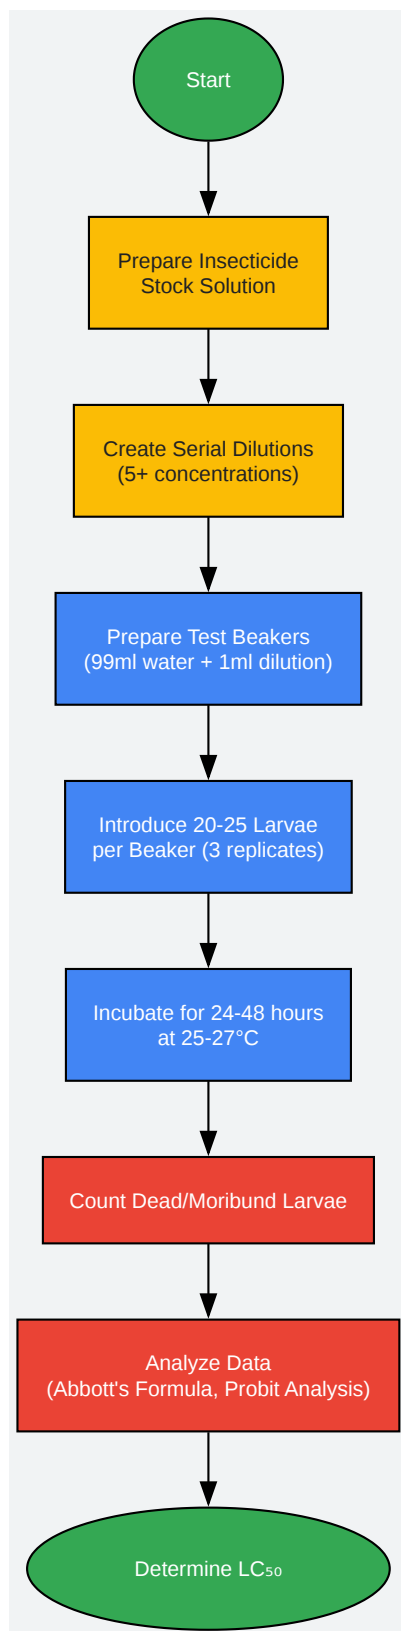 Start
Prepare Insecticide
Stock Solution
Create Serial Dilutions
(5+ concentrations)
Prepare Test Beakers
(99ml water + 1ml dilution)
Introduce 20-25 Larvae
per Beaker (3 replicates)
Incubate for 24-48 hours
at 25-27°C
Count Dead/Moribund Larvae
Analyze Data
(Abbott's Formula, Probit Analysis)
Determine LC₅₀